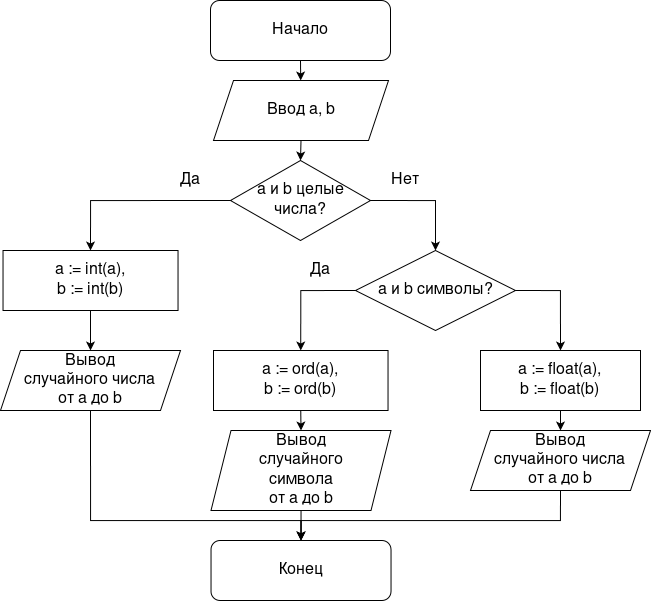 Начало
Ввод a, b
a и b целые
числа?
Да
Нет
a := int(a),
b := int(b)
Вывод
случайного числа
от a до b
a и b символы?
Да
a := ord(a),
b := ord(b)
Вывод
случайного
символа
от a до b
a := float(a),
b := float(b)
Вывод
случайного числа
от a до b
Конец